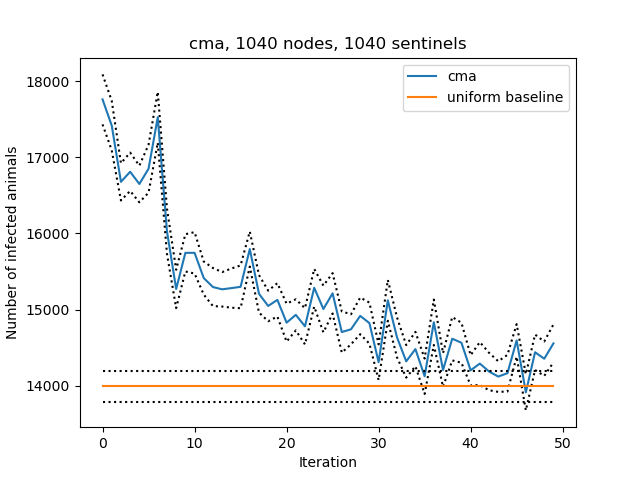 cma, 1040 nodes, 1040 sentinels
cma
uniform baseline
Number of infected animals
18000
17000
16000
15000
14000
0
10
20
30
40
50
Iteration